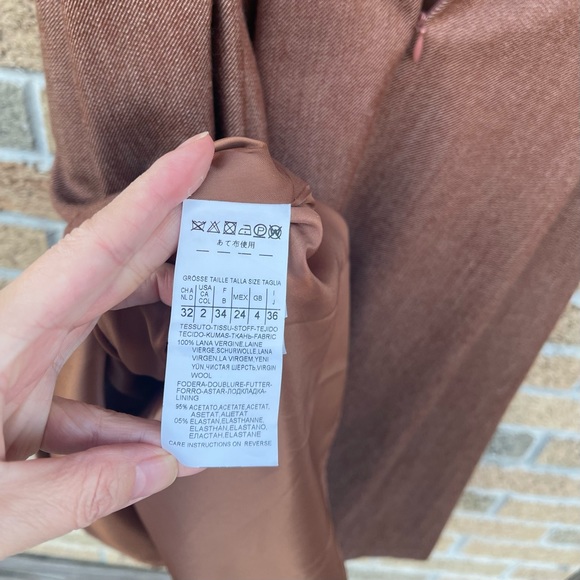 あて布使用
GRÖSSE TAILLE TALLA SIZE TAGLIA
CH A NL D USA CA COL F B MEX GB I J
32 2 34 24 4 36
TESSUTO-TISSU-STOFF-TEJIDO
TECIDO-KUMAS-ТКАНЬ-FABRIC
100% LANA VERGINE, LAINE
VIERGE, SCHURWOLLE, LANA
VIRGEN, LA VIRGEM, YENI
YÜN, ЧИСТАЯ ШЕРСТЬ, VIRGIN
WOOL
FODERA-DOUBLURE-FUTTER-
FORRO-ASTAR-ПОДКЛАДКА-
LINING
95% ACETATO, ACETATE, ACETAT,
ASETAT, АЦЕТАТ
05% ELASTAN, ELASTHANNE,
ELASTHAN, ELASTANO,
ЕЛАСТАН, ELASTANE
CARE INSTRUCTIONS ON REVERSE